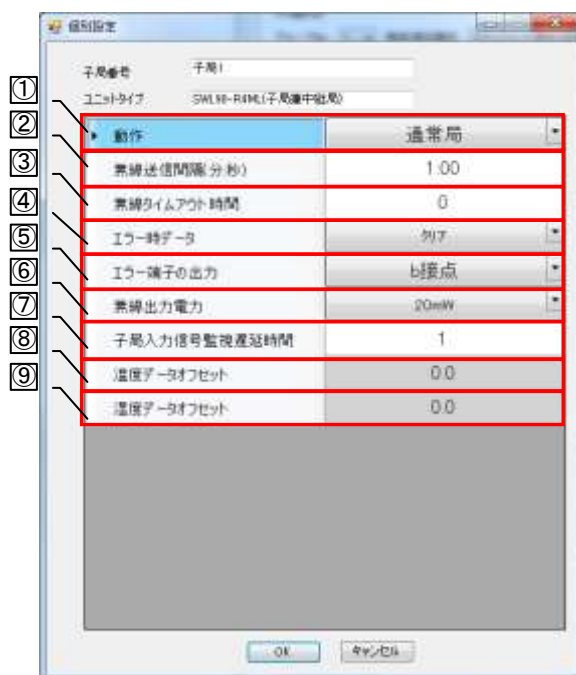 個別設定
子局番号 子局1
ユニットタイプ SWL90-R4ML(子局兼中継局)
① 動作 通常局
② 無線送信間隔(分:秒) 1:00
③ 無線タイムアウト時間 0
④ エラー時データ クリア
⑤ エラー端子の出力 b接点
⑥ 無線出力電力 20mW
⑦ 子局入力信号監視遅延時間 1
⑧ 温度データオフセット 0.0
⑨ 湿度データオフセット 0.0
OK キャンセル